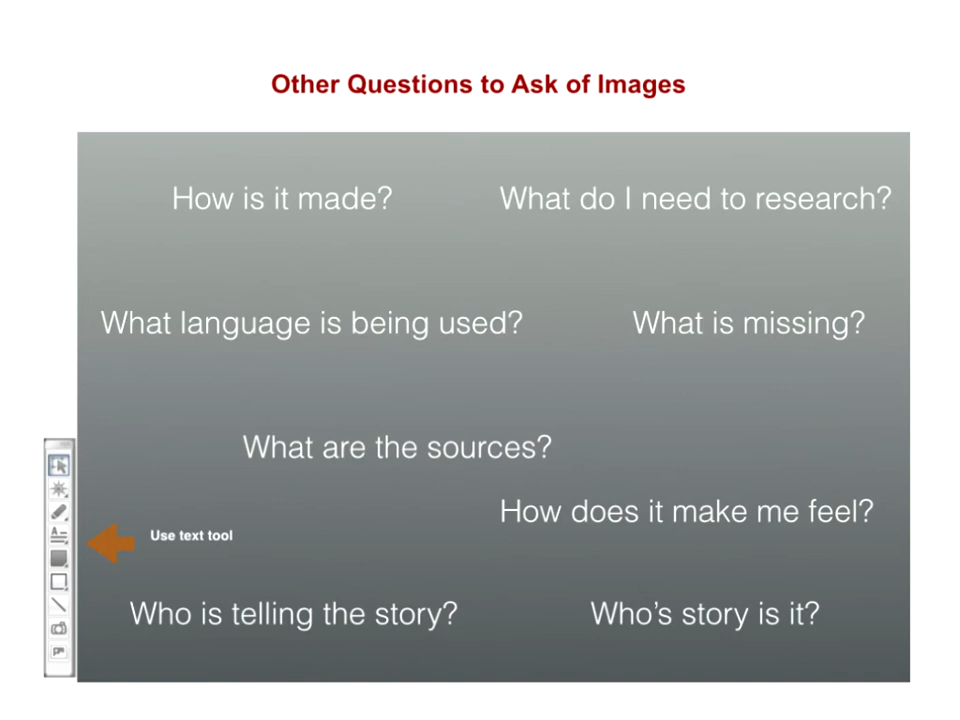 Other Questions to Ask of Images
How is it made?
What do I need to research?
What language is being used?
What is missing?
What are the sources?
How does it make me feel?
Use text tool
Who is telling the story?
Who's story is it?